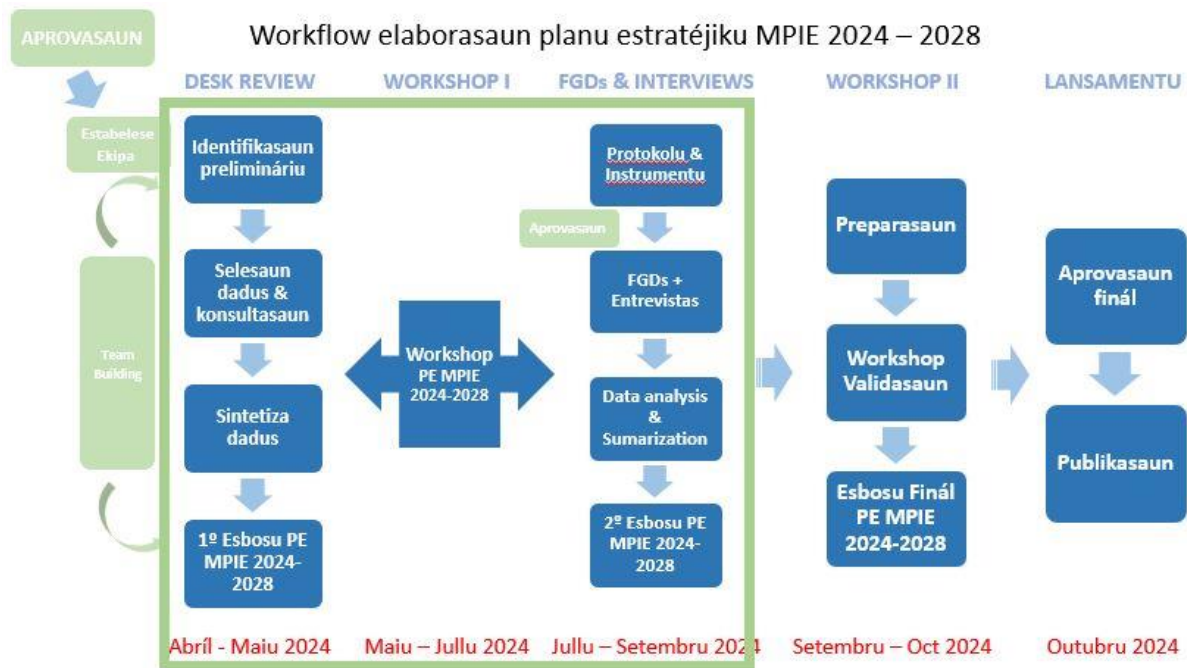 APROVASAUN
Workflow elaborasaun planu estratéjiku MPIE 2024 – 2028
DESK REVIEW
WORKSHOP I
FGDs & INTERVIEWS
WORKSHOP II
LANSAMENTU
Estabelese
Ekipa
Team
Building
Identifikasaun
prelimináriu
Selesaun
dadus &
konsultasaun
Sintetiza
dadus
1º Esbosu PE
MPIE 2024-
2028
Workshop
PE MPIE
2024-2028
Protokolu &
Instrumentu
Aprovasaun
FGDs +
Entrevistas
Data analysis
&
Sumarization
2º Esbosu PE
MPIE 2024-
2028
Preparasaun
Workshop
Validasaun
Esbosu Finál
PE MPIE
2024-2028
Aprovasaun
finál
Publikasaun
Abríl - Maiu 2024
Maiu – Jullu 2024
Jullu – Setembru 2024
Setembru – Oct 2024
Outubru 2024